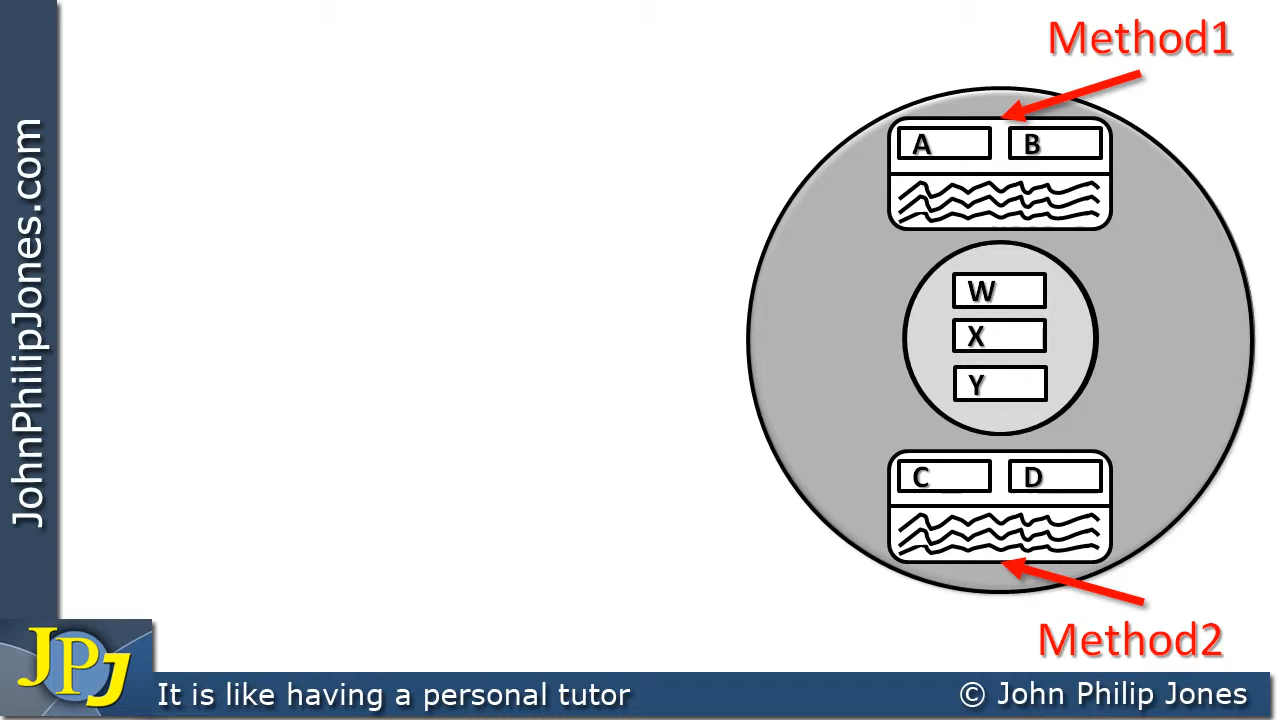 Method1
A B
W
X
Y
C D
Method2
JohnPhilipJones.com
JPJ
It is like having a personal tutor
© John Philip Jones